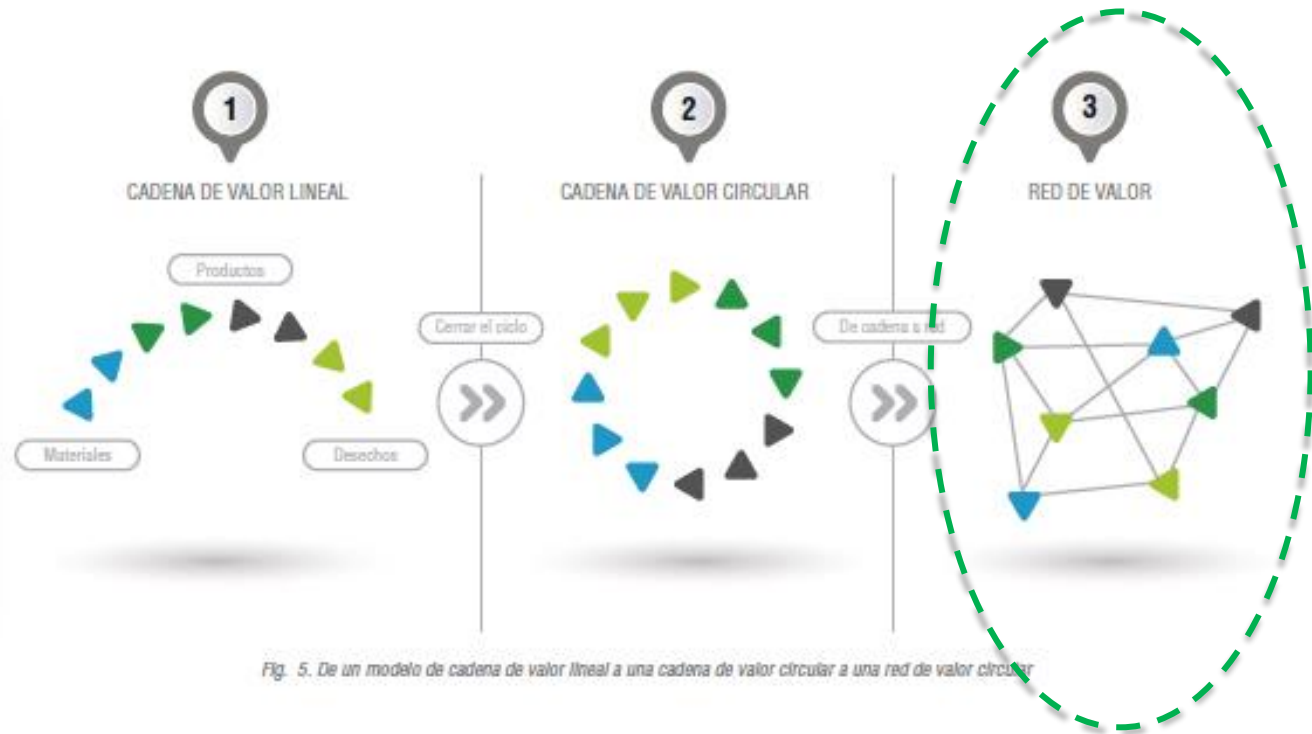 1
CADENA DE VALOR LINEAL
Productos
Materiales
Desechos
Cerrar el ciclo
2
CADENA DE VALOR CIRCULAR
De cadena a red
3
RED DE VALOR
Fig. 5. De un modelo de cadena de valor lineal a una cadena de valor circular a una red de valor circular